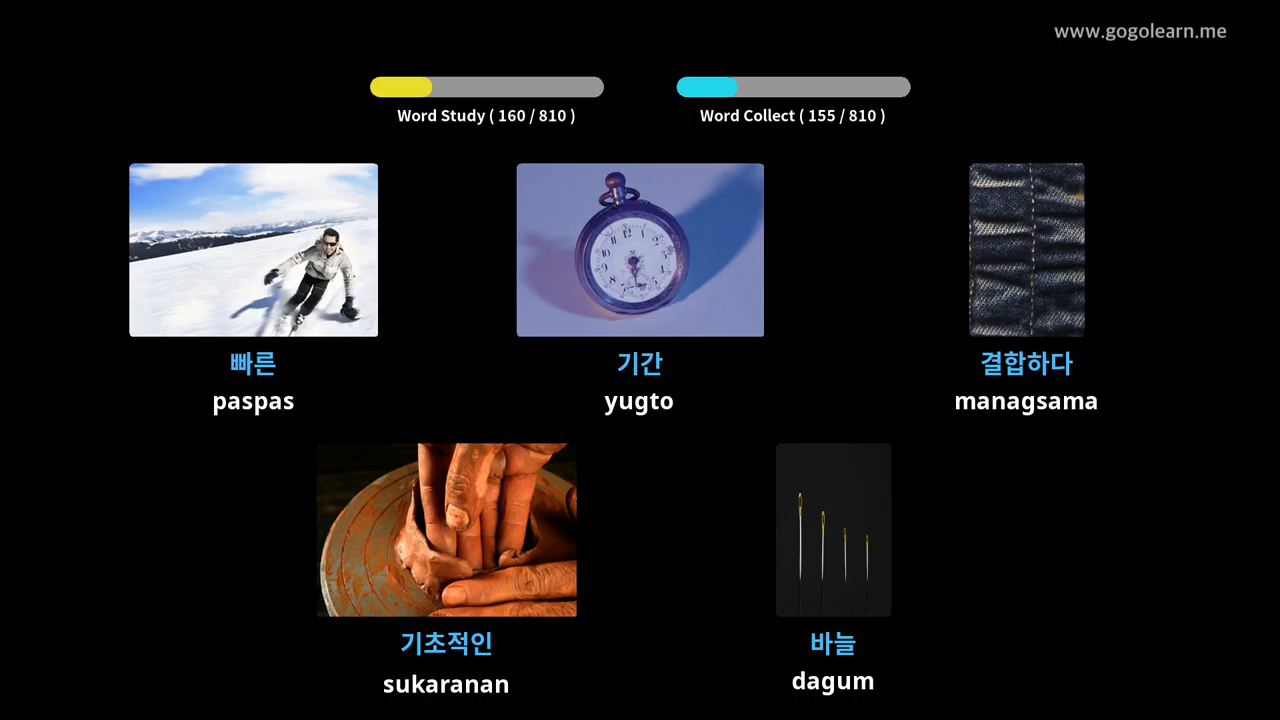 www.gogolearn.me
Word Study ( 160 / 810 )
Word Collect ( 155 / 810 )
빠른
paspas
기간
yugto
결합하다
managsama
기초적인
sukaranan
바늘
dagum